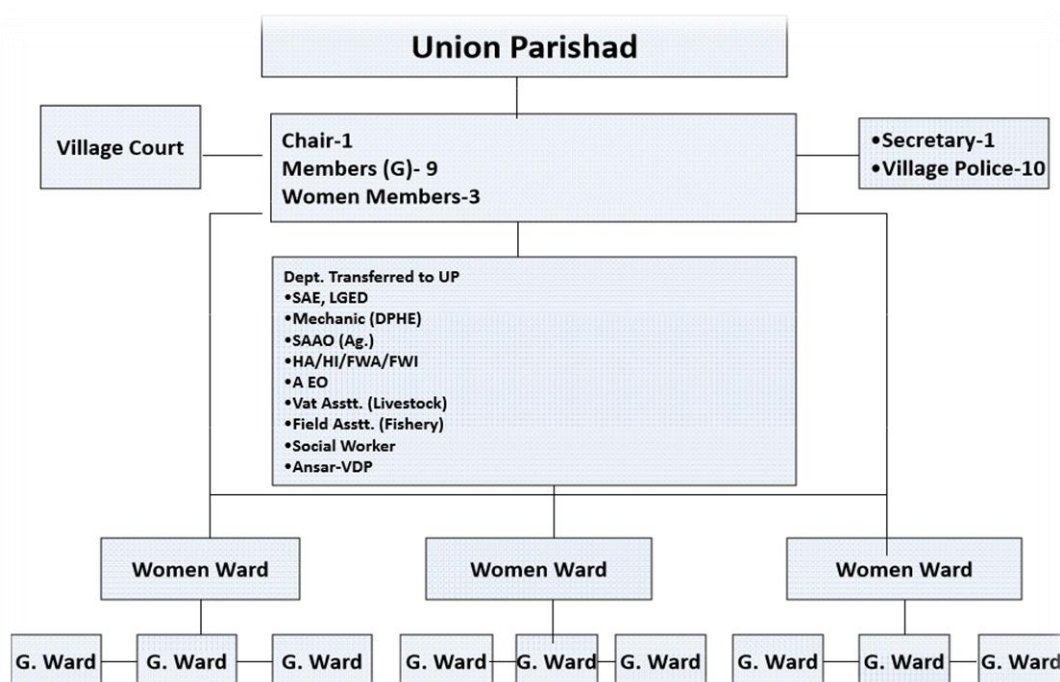 Union Parishad
Village Court
Chair-1
Members (G)- 9
Women Members-3
•Secretary-1
•Village Police-10
Dept. Transferred to UP
•SAE, LGED
•Mechanic (DPHE)
•SAAO (Ag.)
•HA/HI/FWA/FWI
•A EO
•Vat Asstt. (Livestock)
•Field Asstt. (Fishery)
•Social Worker
•Ansar-VDP
Women Ward
Women Ward
Women Ward
G. Ward
G. Ward
G. Ward
G. Ward
G. Ward
G. Ward
G. Ward
G. Ward
G. Ward